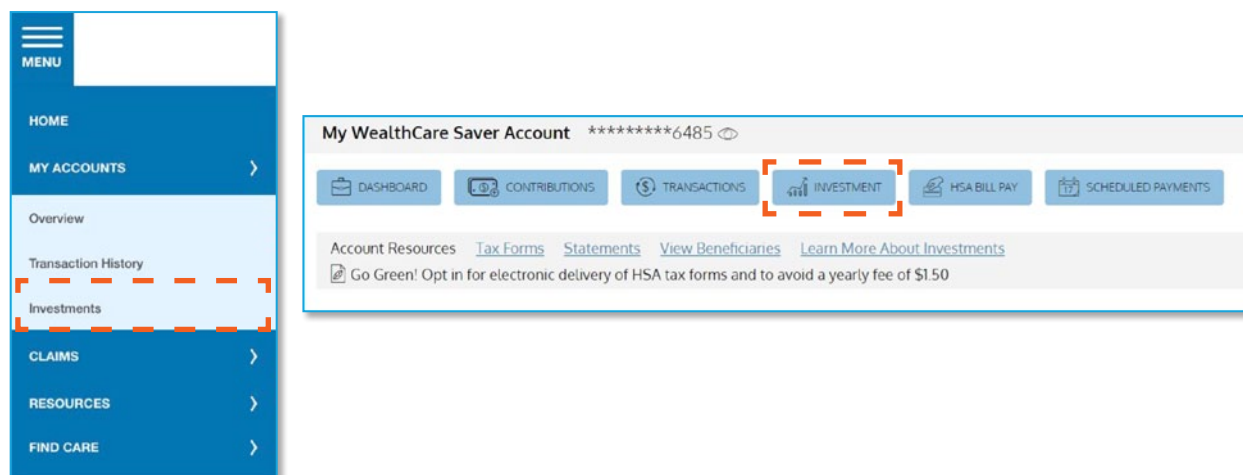 MENU
HOME
MY ACCOUNTS
Overview
Transaction History
Investments
CLAIMS
RESOURCES
FIND CARE
My WealthCare Saver Account *********6485
DASHBOARD CONTRIBUTIONS TRANSACTIONS INVESTMENT HSA BILL PAY SCHEDULED PAYMENTS
Account Resources Tax Forms Statements View Beneficiaries Learn More About Investments
Go Green! Opt in for electronic delivery of HSA tax forms and to avoid a yearly fee of $1.50